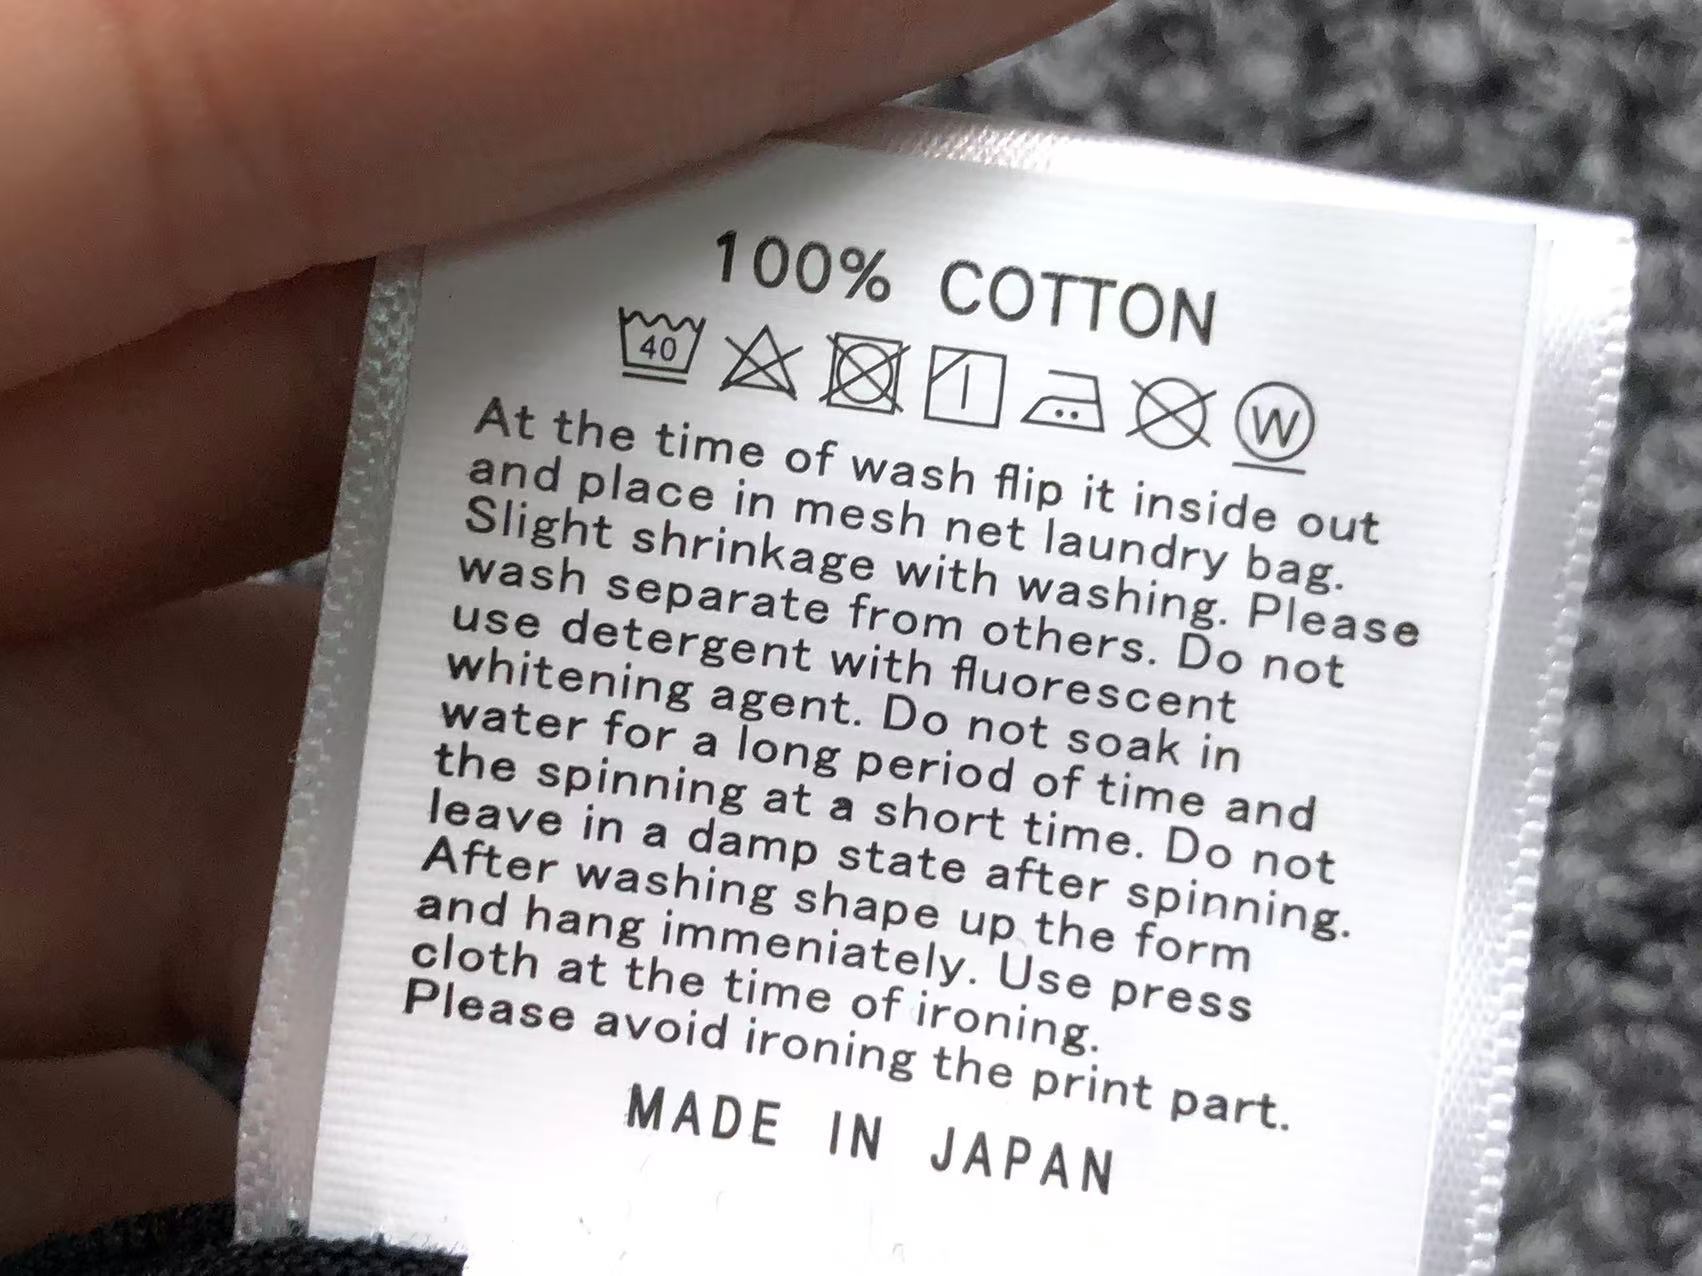 100% COTTON
40 W
At the time of wash flip it inside out
and place in mesh net laundry bag.
Slight shrinkage with washing. Please
wash separate from others. Do not
use detergent with fluorescent
whitening agent. Do not soak in
water for a long period of time and
the spinning at a short time. Do not
leave in a damp state after spinning.
After washing shape up the form
and hang immeniately. Use press
cloth at the time of ironing.
Please avoid ironing the print part.
MADE IN JAPAN